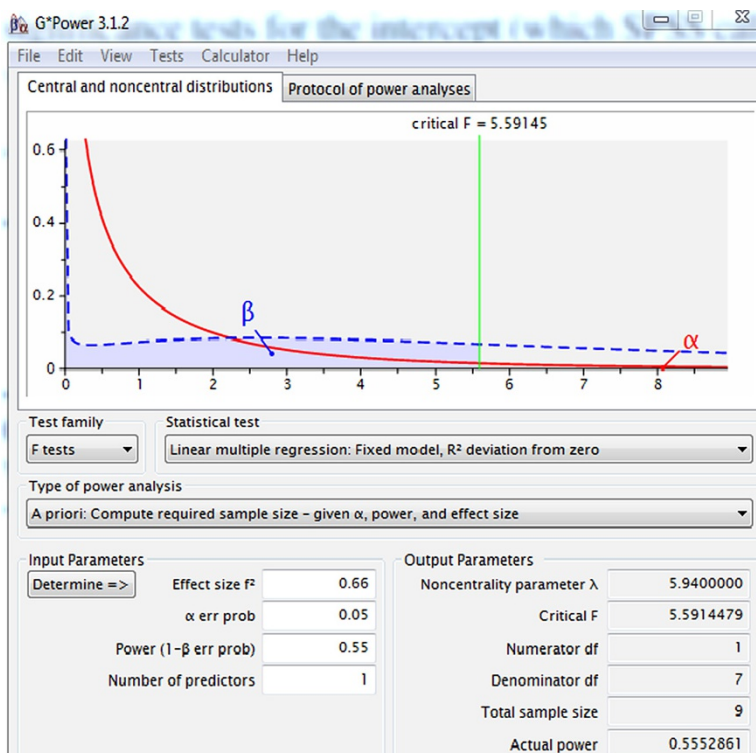 G*Power 3.1.2
File Edit View Tests Calculator Help
Central and noncentral distributions Protocol of power analyses
critical F = 5.59145
0.6
0.4
0.2
0
β
α
0 1 2 3 4 5 6 7 8
Test family Statistical test
F tests Linear multiple regression: Fixed model, R² deviation from zero
Type of power analysis
A priori: Compute required sample size – given α, power, and effect size
Input Parameters Output Parameters
Determine => Effect size f² 0.66 Noncentrality parameter λ 5.9400000
α err prob 0.05 Critical F 5.5914479
Power (1-β err prob) 0.55 Numerator df 1
Number of predictors 1 Denominator df 7
Total sample size 9
Actual power 0.5552861